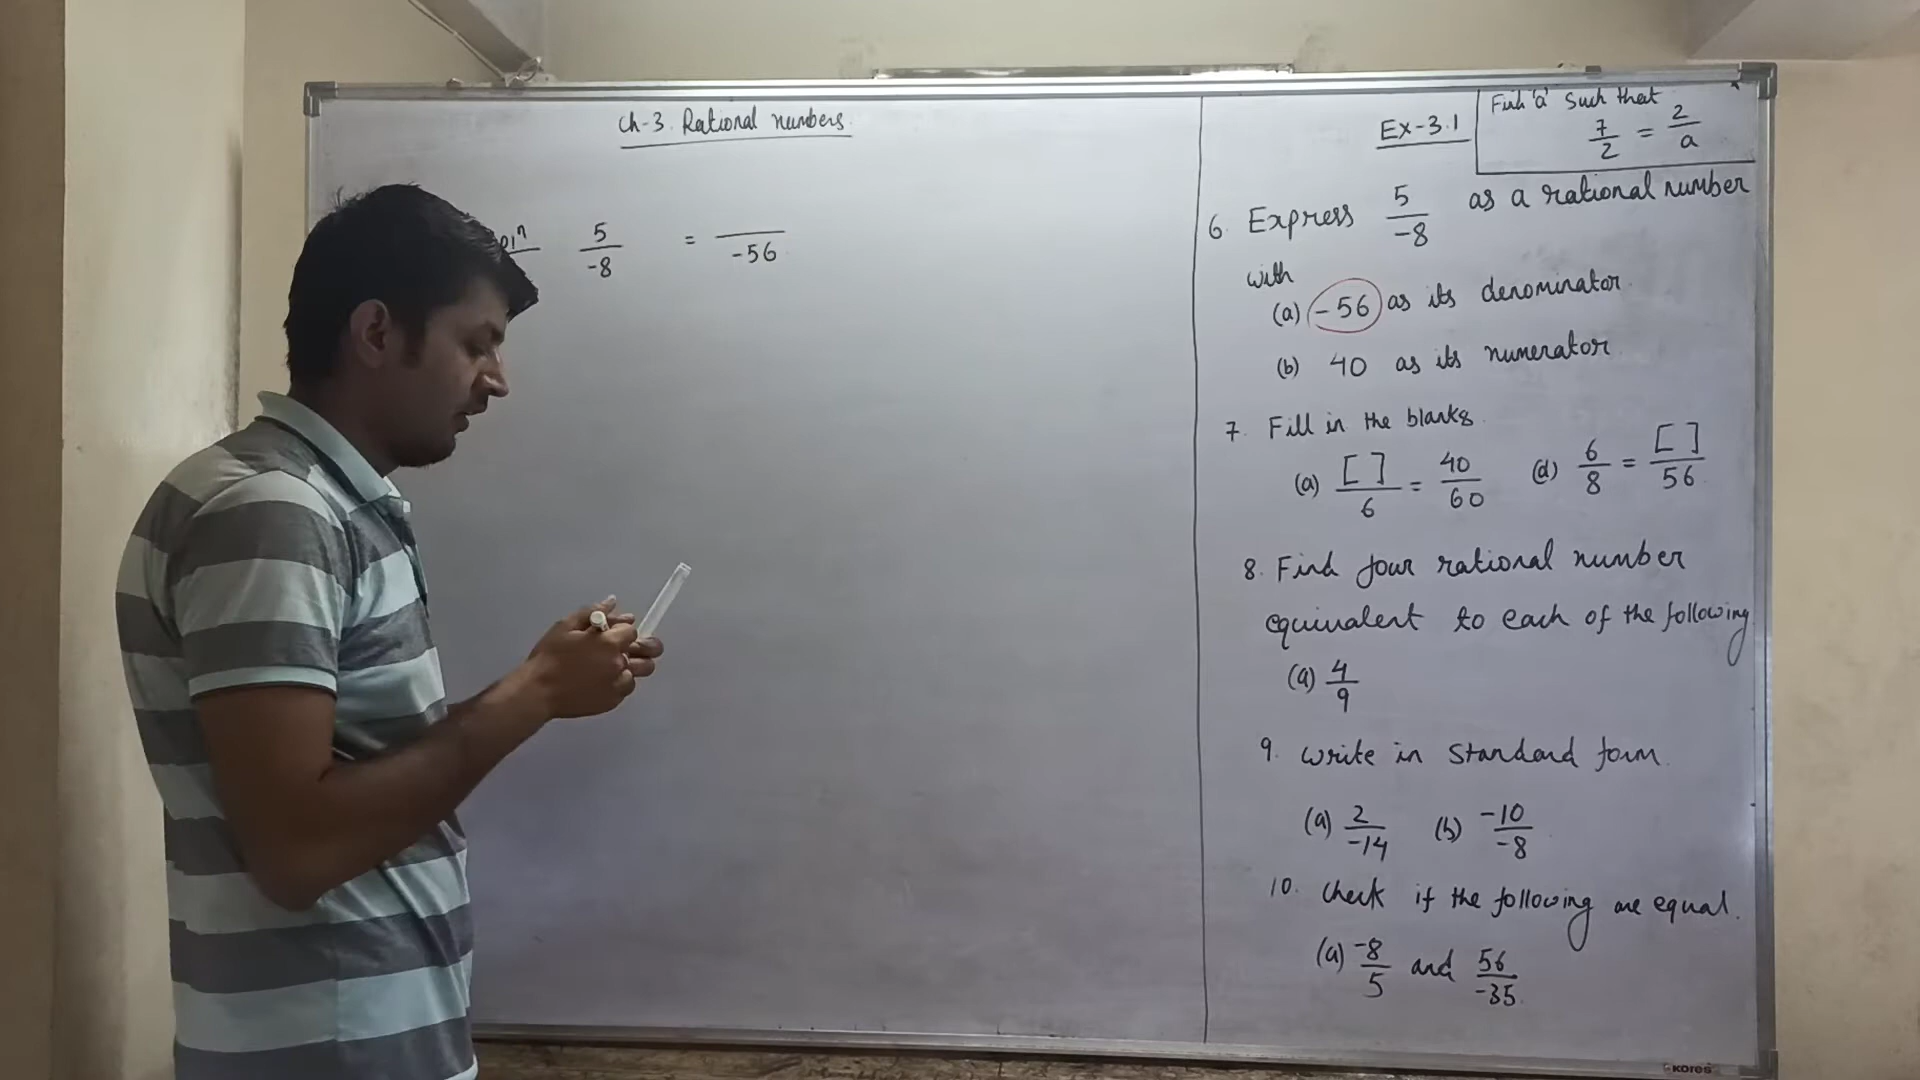 Ch-3. Rational numbers
5/-8 = /-56
Ex-3.1
Find 'a' such that
7/2 = 2/a
6. Express 5/-8 as a rational number
with
(a) -56 as its denominator
(b) 40 as its numerator
7. Fill in the blanks.
(a) [ ]/6 = 40/60 (d) 6/8 = [ ]/56
8. Find four rational number
equivalent to each of the following
(a) 4/9
9. write in standard form.
(a) 2/-14 (b) -10/-8
10. check if the following are equal.
(a) -8/5 and 56/-35
KORES